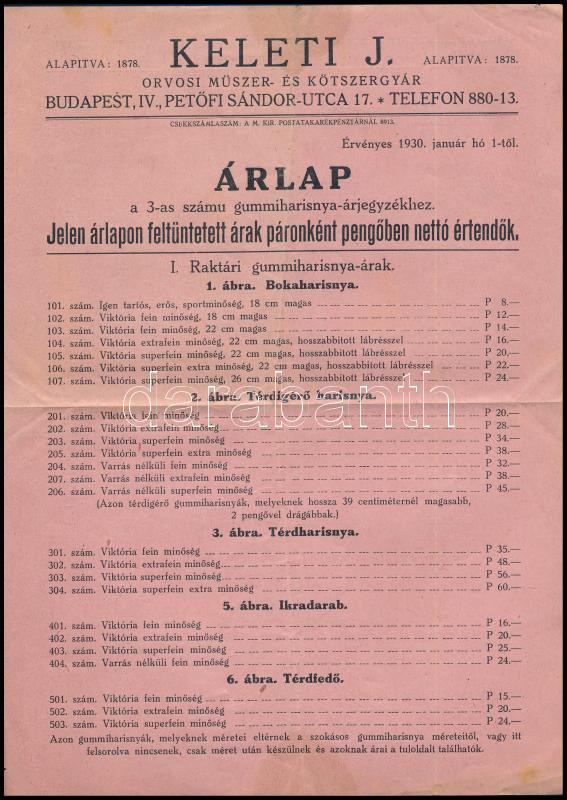 KELETI J.
ALAPITVA: 1878. ALAPITVA: 1878.
ORVOSI MÜSZER- ÉS KÖTSZERGYÁR
BUDAPEST, IV., PETŐFI SÁNDOR-UTCA 17. * TELEFON 880-13.
CSEKKSZÁMLASZÁM: A M. KIR. POSTATAKARÉKPÉNZTÁRNÁL 8913.
Érvényes 1930. január hó 1-től.
ÁRLAP
a 3-as számu gummiharisnya-árjegyzékhez.
Jelen árlapon feltüntetett árak páronként pengőben nettó értendők.
I. Raktári gummiharisnya-árak.
1. ábra. Bokaharisnya.
101. szám. Igen tartós, erős, sportminőség, 18 cm magas P 8.—
102. szám. Viktória fein minőség, 18 cm magas P 12.—
103. szám. Viktória fein minőség, 22 cm magas P 14.—
104. szám. Viktória extrafein minőség, 22 cm magas, hosszabbitott lábrésszel P 16.—
105. szám. Viktória superfein minőség, 22 cm magas, hosszabbitott lábrésszel P 20.—
106. szám. Viktória superfein extra minőség, 22 cm magas, hosszabbitott lábrésszel P 22.—
107. szám. Viktória superfein minőség, 26 cm magas, hosszabbitott lábrésszel P 24.—
darabanth
2. ábra. Térdigérő harisnya.
201. szám. Viktória fein minőség P 20.—
202. szám. Viktória extrafein minőség P 28.—
203. szám. Viktória superfein minőség P 34.—
205. szám. Viktória superfein extra minőség P 38.—
204. szám. Varrás nélküli fein minőség P 32.—
207. szám. Varrás nélküli extrafein minőség P 38.—
206. szám. Varrás nélküli superfein minőség P 45.—
(Azon térdigérő gummiharisnyák, melyeknek hossza 39 centiméternél magasabb,
2 pengővel drágábbak.)
3. ábra. Térdharisnya.
301. szám. Viktória fein minőség P 35.—
302. szám. Viktória extrafein minőség P 48.—
303. szám. Viktória superfein minőség P 56.—
304. szám. Viktória superfein extra minőség P 60.—
5. ábra. Ikradarab.
401. szám. Viktória fein minőség P 16.—
402. szám. Viktória extrafein minőség P 20.—
403. szám. Viktória superfein minőség P 25.—
404. szám. Varrás nélküli fein minőség P 24.—
6. ábra. Térdfedő.
501. szám. Viktória fein minőség P 15.—
502. szám. Viktória extrafein minőség P 20.—
503. szám. Viktória superfein minőség P 24.—
Azon gummiharisnyák, melyeknek méretei eltérnek a szokásos gummiharisnya méreteitől, vagy itt
felsorolva nincsenek, csak méret után készülnek és azoknak árai a tuloldalt találhatók.